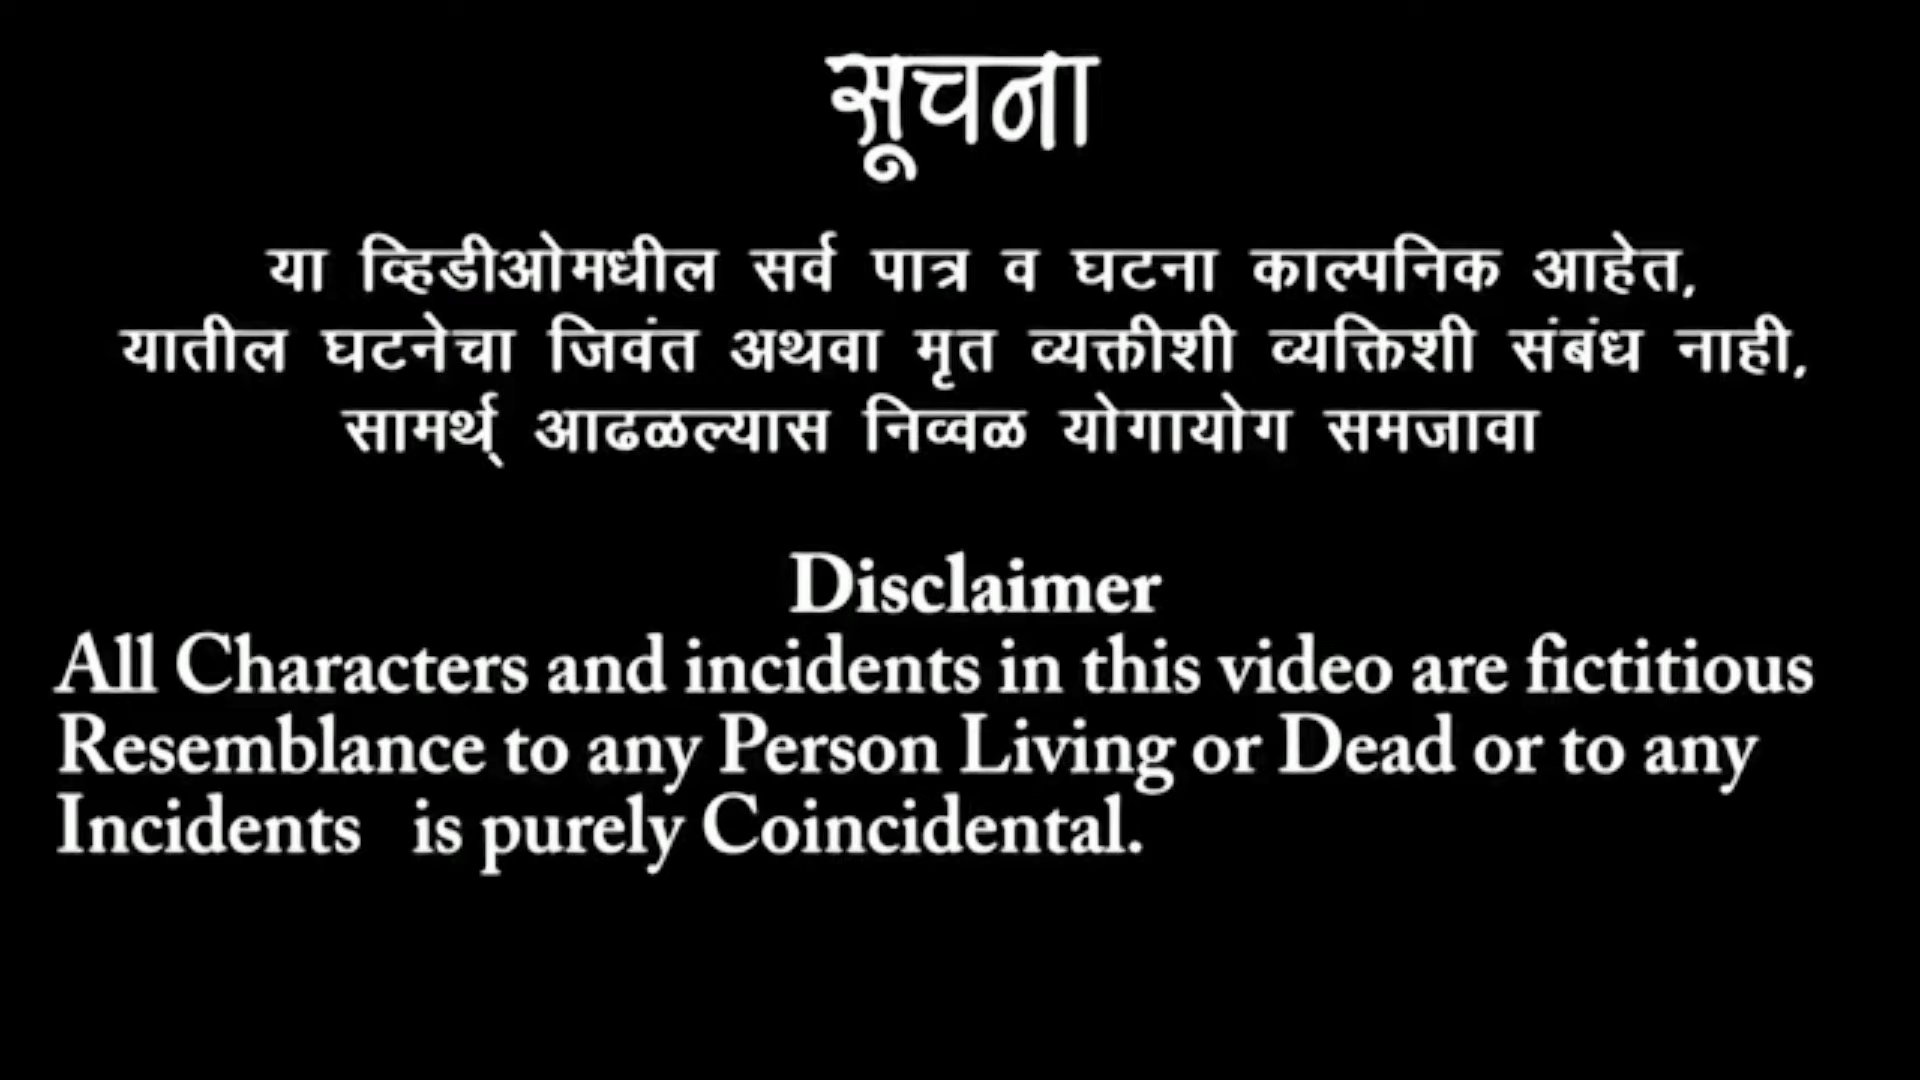 सूचना
या व्हिडीओमधील सर्व पात्र व घटना काल्पनिक आहेत,
यातील घटनेचा जिवंत अथवा मृत व्यक्तीशी व्यक्तिशी संबंध नाही,
सामर्थ् आढळल्यास निव्वळ योगायोग समजावा
Disclaimer
All Characters and incidents in this video are fictitious
Resemblance to any Person Living or Dead or to any
Incidents is purely Coincidental.